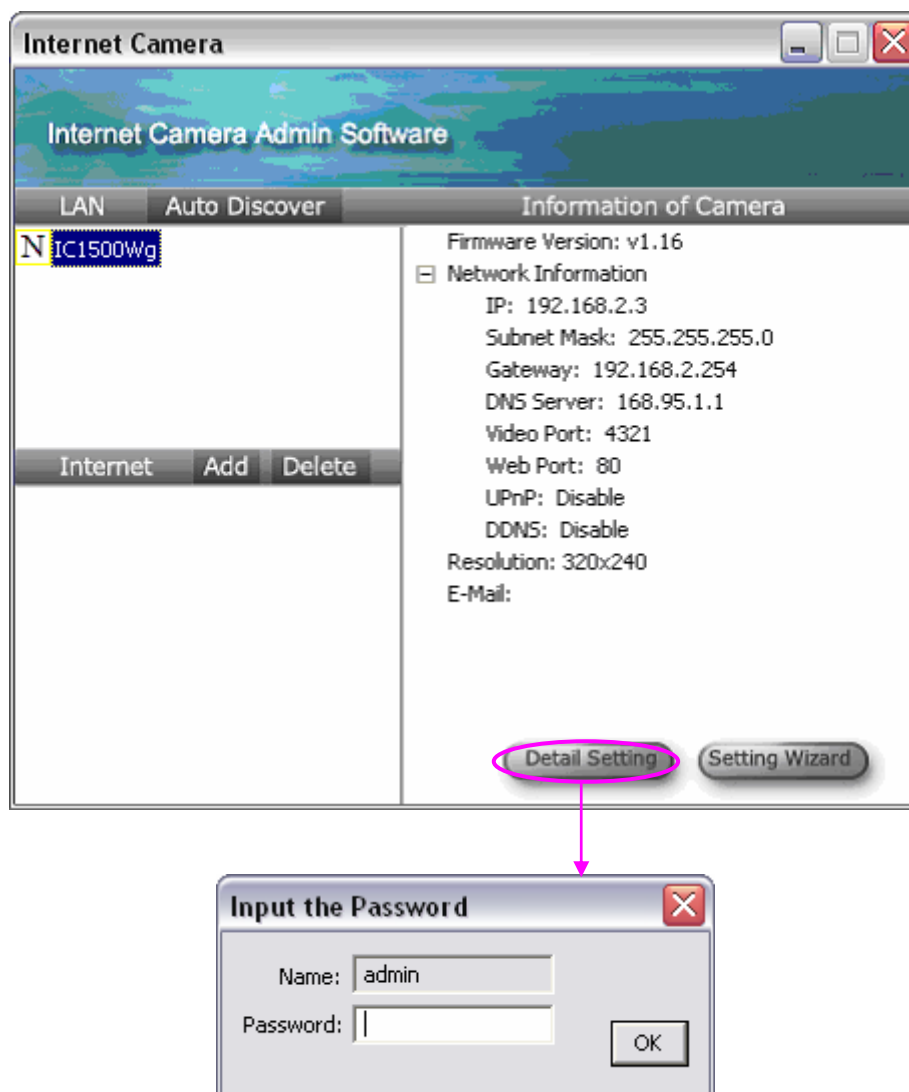 Internet Camera
Internet Camera Admin Software
LAN Auto Discover
N IC1500Wg
Internet Add Delete
Information of Camera
Firmware Version: v1.16
Network Information
IP: 192.168.2.3
Subnet Mask: 255.255.255.0
Gateway: 192.168.2.254
DNS Server: 168.95.1.1
Video Port: 4321
Web Port: 80
UPnP: Disable
DDNS: Disable
Resolution: 320x240
E-Mail:
Detail Setting Setting Wizard
Input the Password
Name: admin
Password:
OK